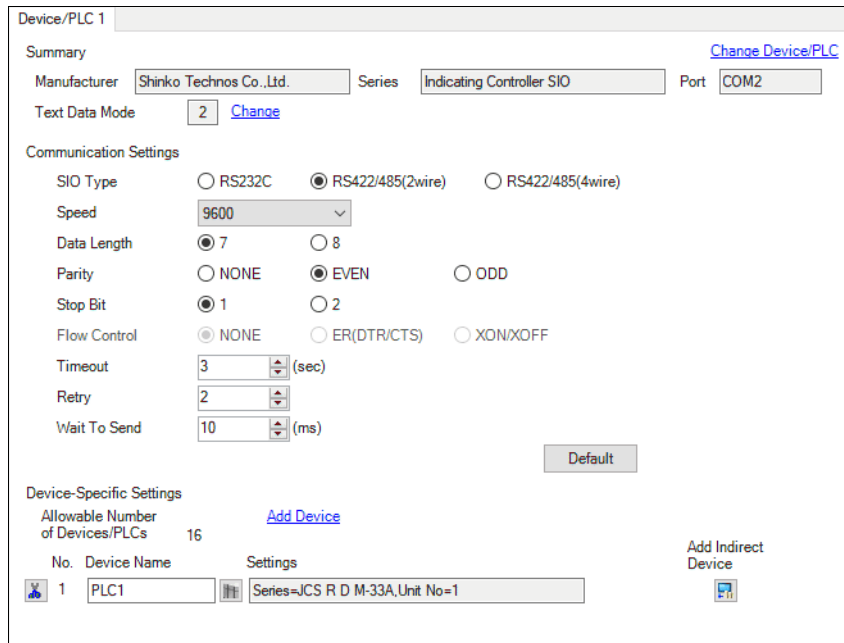 Device/PLC 1
Summary Change Device/PLC
Manufacturer Shinko Technos Co.,Ltd. Series Indicating Controller SIO Port COM2
Text Data Mode 2 Change
Communication Settings
SIO Type RS232C RS422/485(2wire) RS422/485(4wire)
Speed 9600
Data Length 7 8
Parity NONE EVEN ODD
Stop Bit 1 2
Flow Control NONE ER(DTR/CTS) XON/XOFF
Timeout 3 (sec)
Retry 2
Wait To Send 10 (ms)
Default
Device-Specific Settings
Allowable Number Add Device
of Devices/PLCs 16
Add Indirect
No. Device Name Settings Device
1 PLC1 Series=JCS R D M-33A,Unit No=1